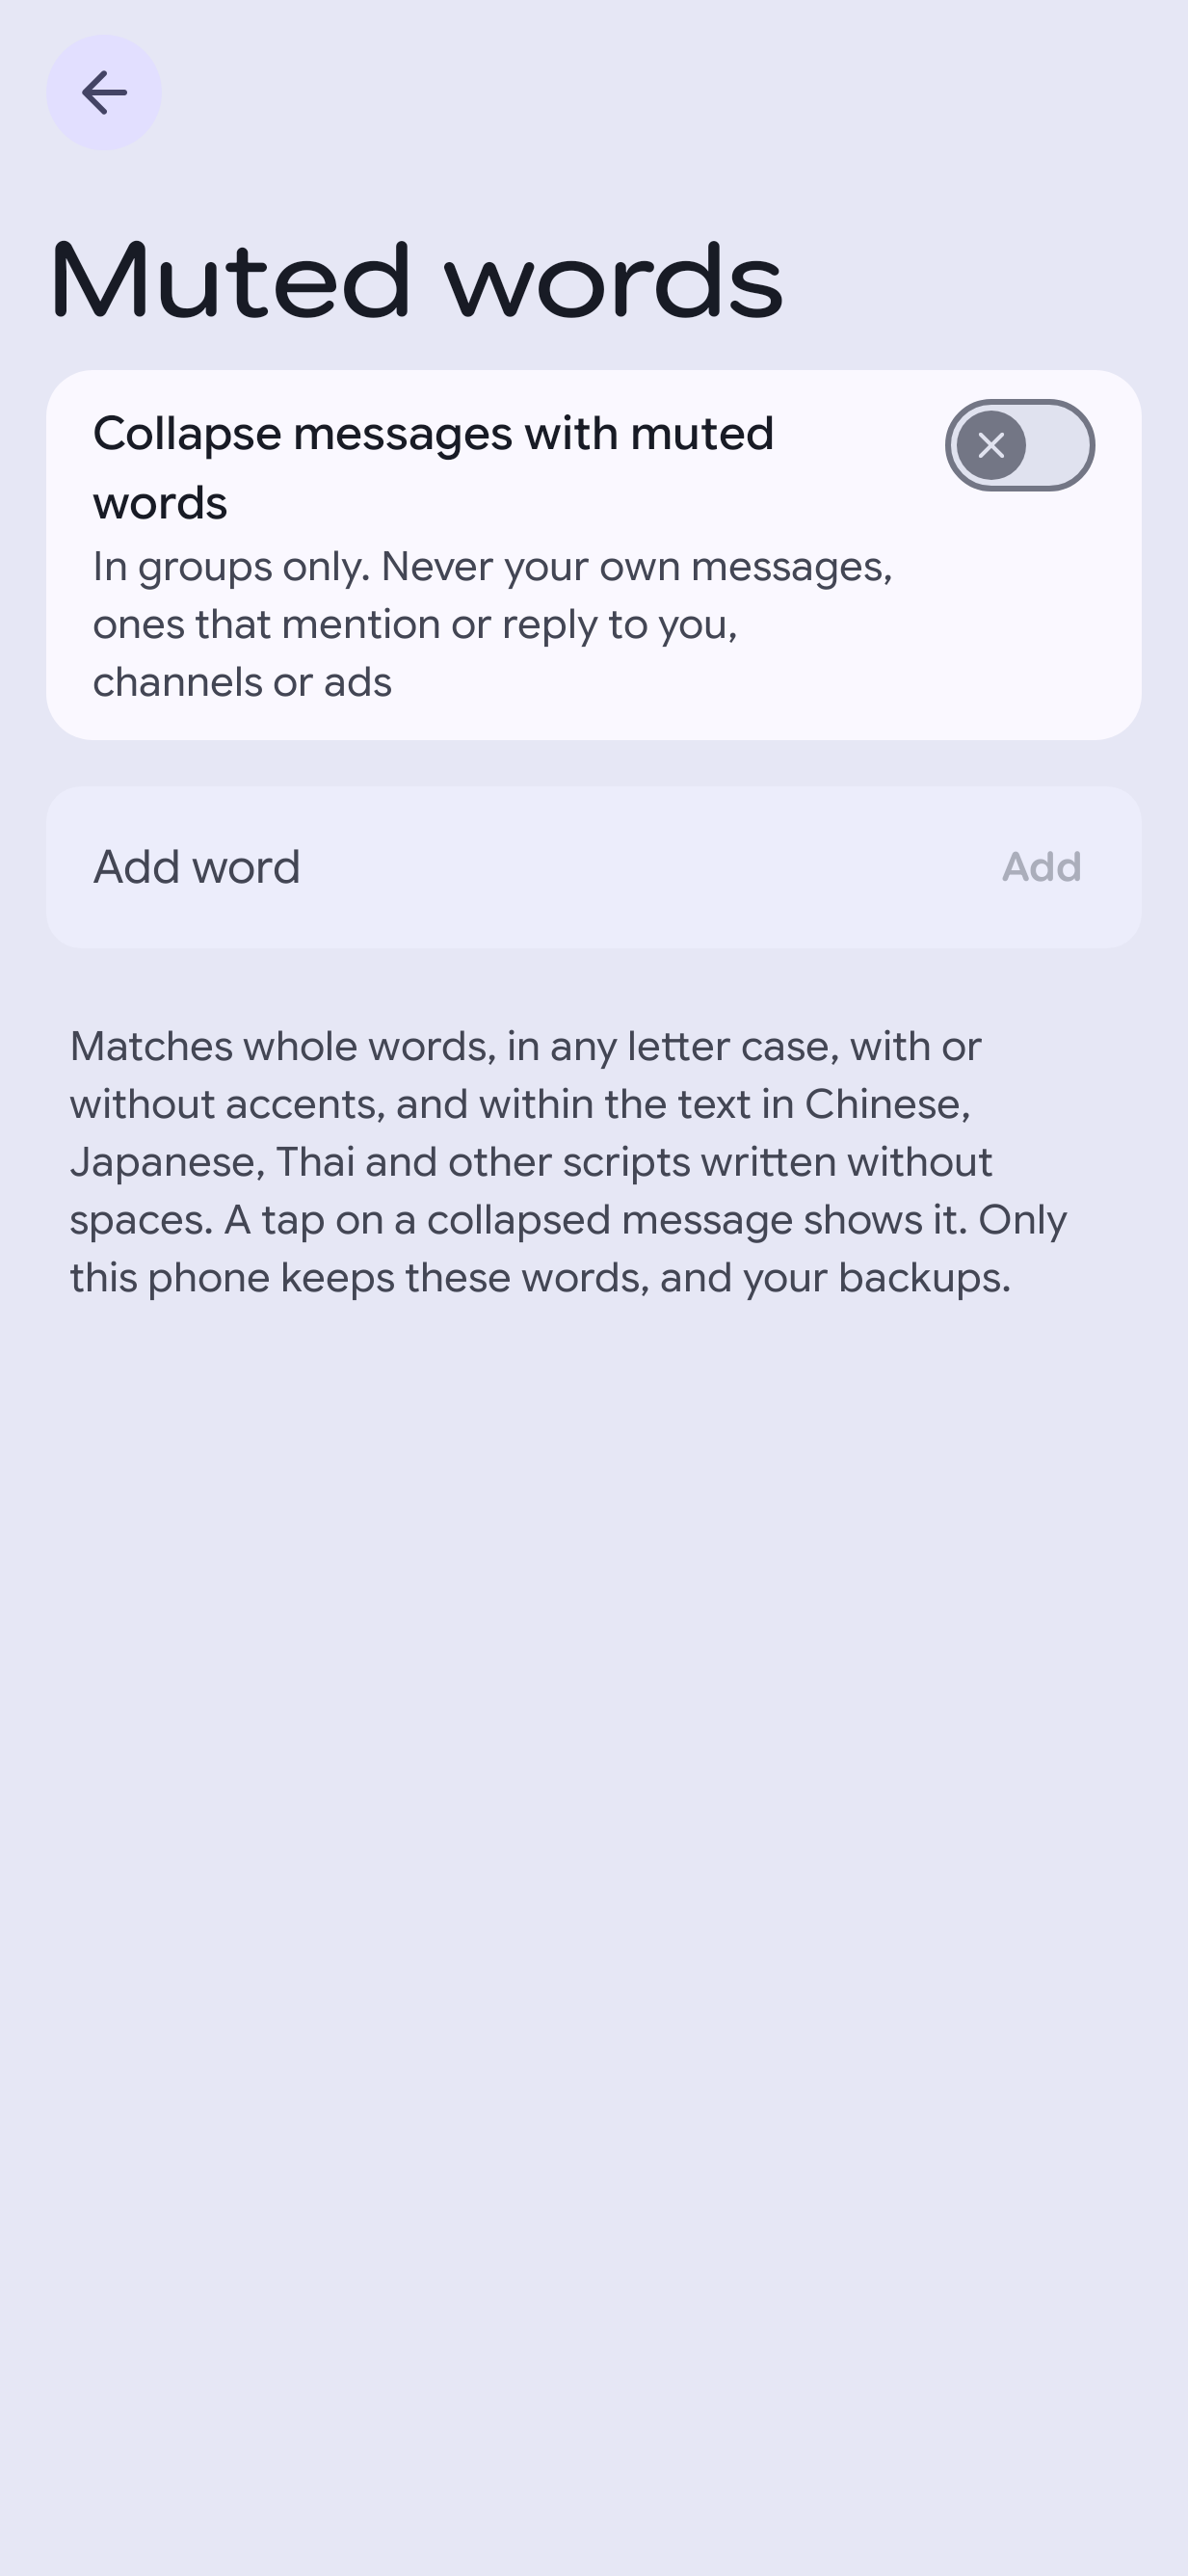 Muted words
Collapse messages with muted
words
In groups only. Never your own messages,
ones that mention or reply to you,
channels or ads
Add word
Add
Matches whole words, in any letter case, with or
without accents, and within the text in Chinese,
Japanese, Thai and other scripts written without
spaces. A tap on a collapsed message shows it. Only
this phone keeps these words, and your backups.